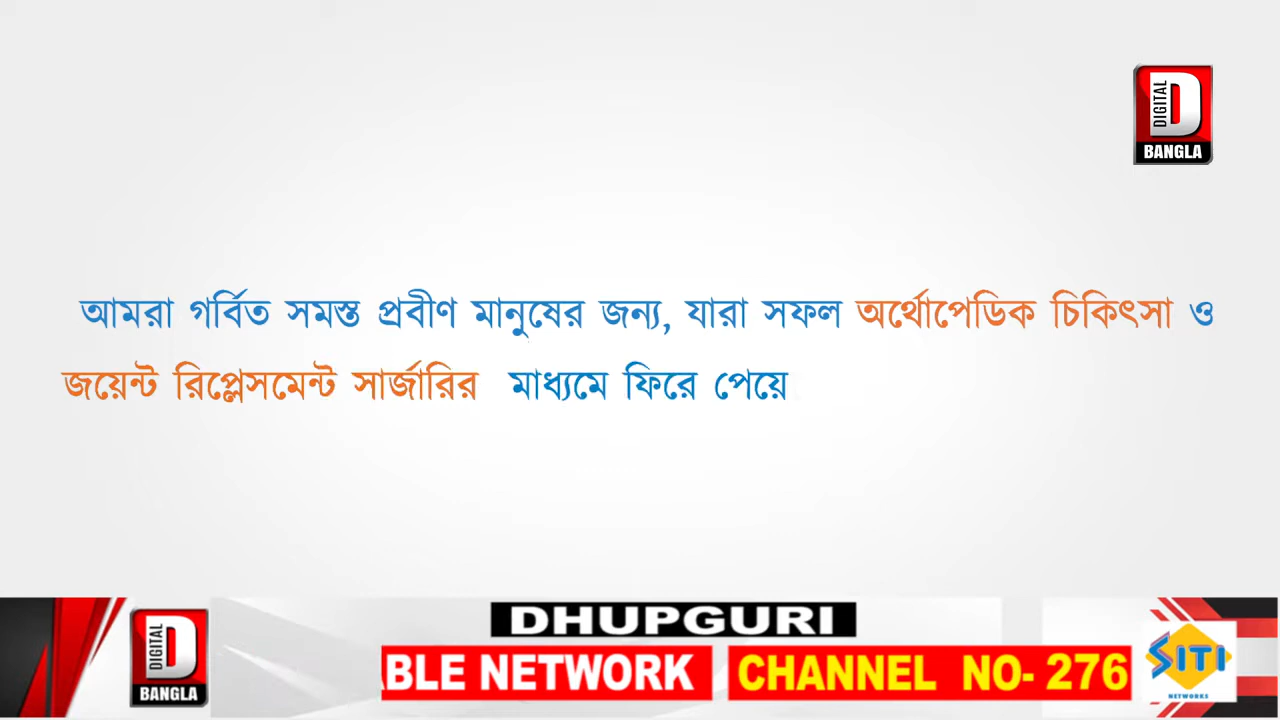 DIGITAL
D
BANGLA
আমরা গর্বিত সমস্ত প্রবীণ মানুষের জন্য, যারা সফল অর্থোপেডিক চিকিৎসা ও
জয়েন্ট রিপ্লেসমেন্ট সার্জারির মাধ্যমে ফিরে পেয়ে
DIGITAL
D
BANGLA
DHUPGURI
ABLE NETWORK CHANNEL NO- 276
SITI
NETWORKS